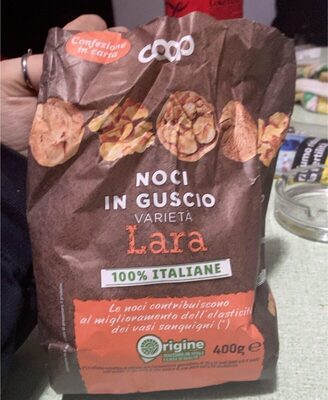 Confezione
in carta
coop
NOCI
IN GUSCIO
VARIETÀ
Lara
100% ITALIANE
Le noci contribuiscono
al miglioramento dell'elasticit
dei vasi sanguigni (*)
Origine
400g e